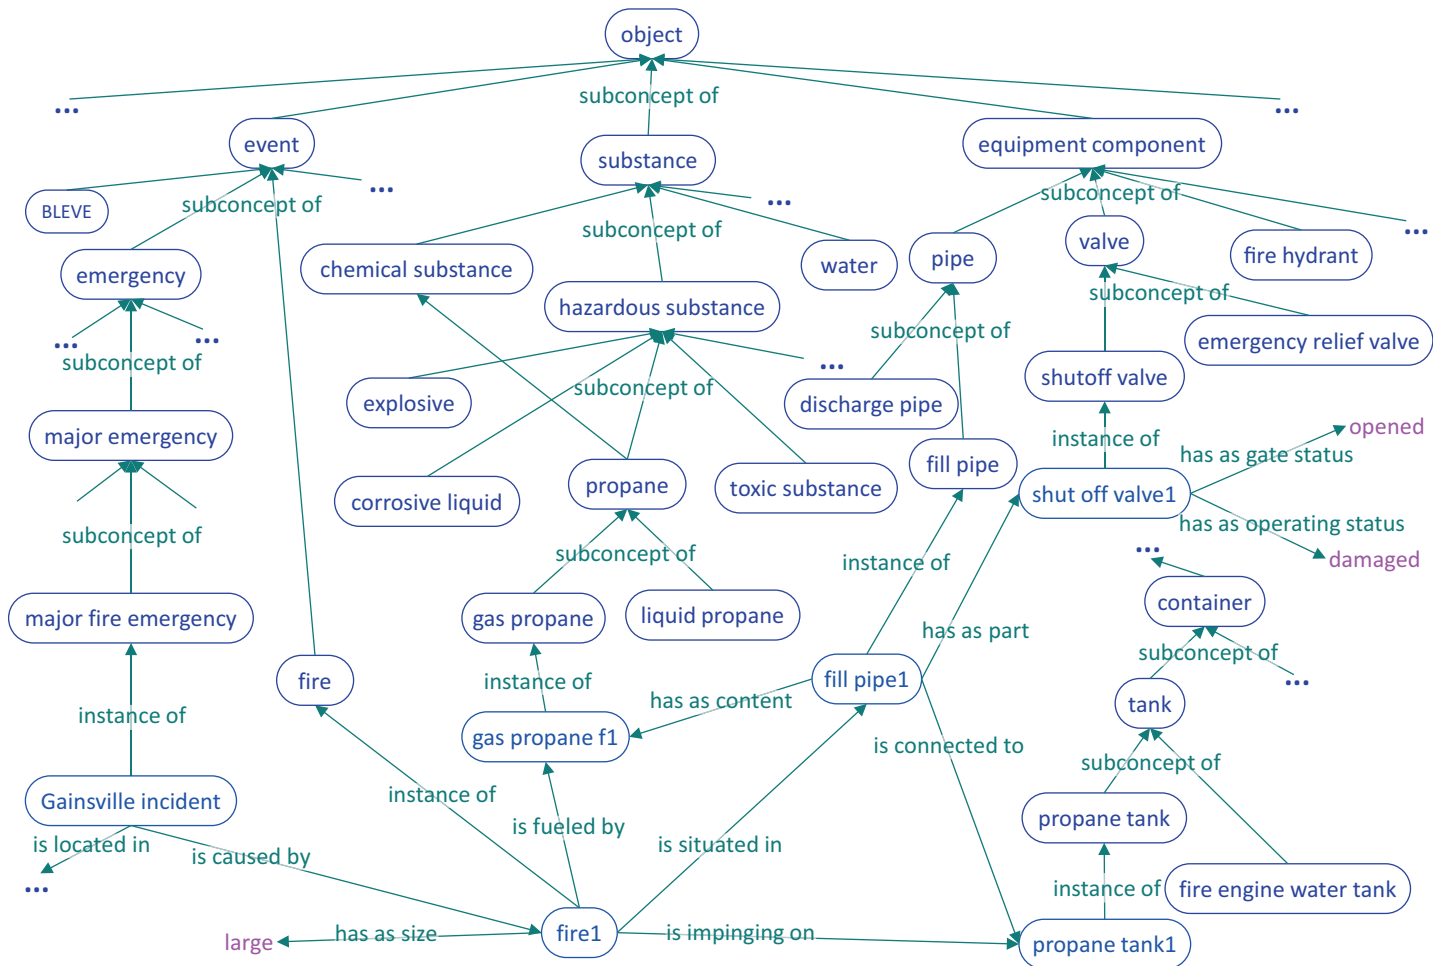 object
...
subconcept of
...
event
substance
equipment component
BLEVE
...
subconcept of
...
subconcept of
...
emergency
chemical substance
subconcept of
water
pipe
valve
fire hydrant
hazardous substance
subconcept of
...
...
subconcept of
emergency relief valve
subconcept of
...
shutoff valve
explosive
subconcept of
discharge pipe
major emergency
instance of
opened
has as gate status
fill pipe
corrosive liquid
propane
toxic substance
shut off valve1
has as operating status
subconcept of
subconcept of
...
damaged
instance of
container
major fire emergency
gas propane
liquid propane
has as part
subconcept of
fire
instance of
fill pipe1
...
has as content
tank
instance of
gas propane f1
is connected to
subconcept of
Gainsville incident
instance of
propane tank
is located in
is fueled by
is situated in
is caused by
...
instance of
fire engine water tank
large
has as size
fire1
is impinging on
propane tank1